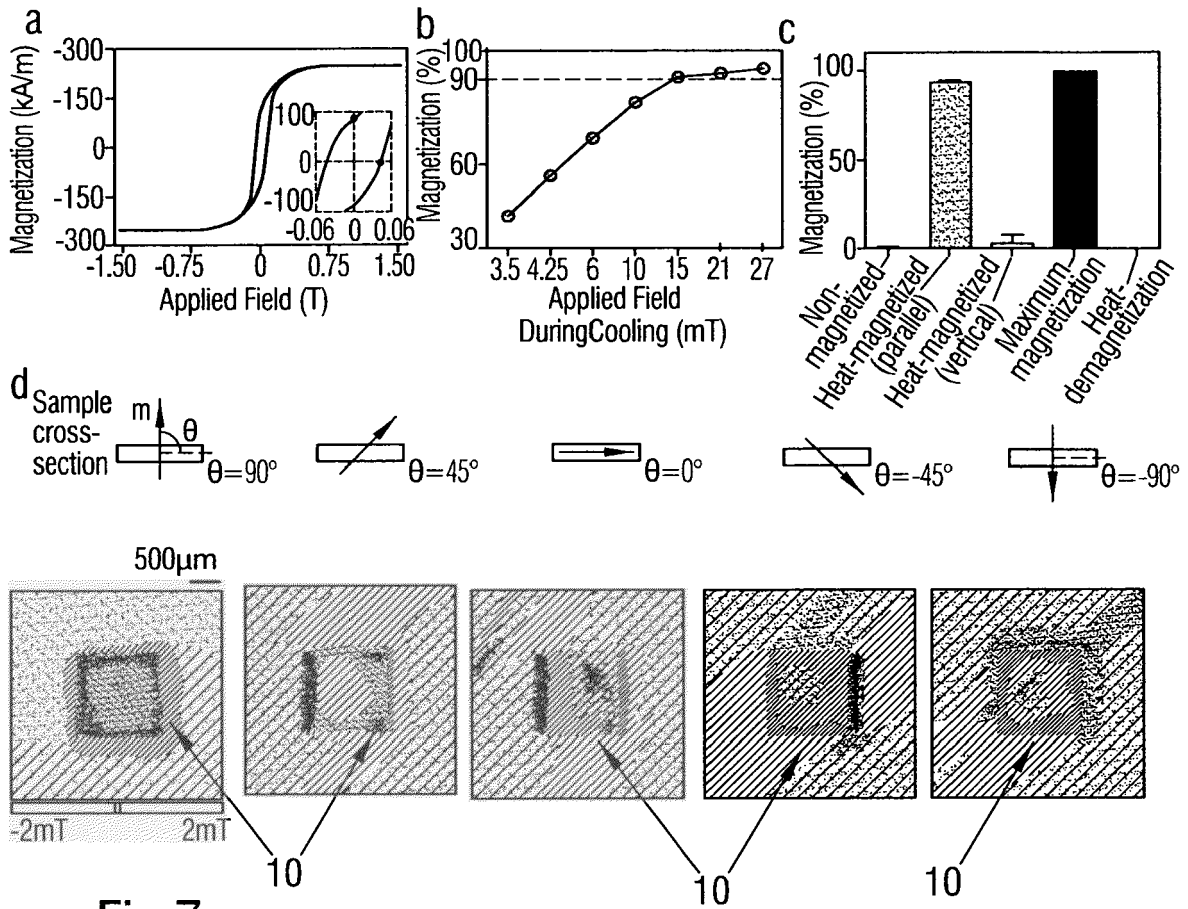 a
Magnetization (kA/m)
-300
-150
0
-150
-300
-1.50 -0.75 0 0.75 1.50
Applied Field (T)
100
0
-100
-0.06 0 0.06
b
Magnetization (%)
100
90
60
30
3.5 4.25 6 10 15 21 27
Applied Field
DuringCooling (mT)
c
Magnetization (%)
100
50
0
Non-
magnetized
Heat-magnetized
(parallel)
Heat-magnetized
(vertical)
Maximum
magnetization
Heat-
demagnetization
d
Sample
cross-
section
m
θ
θ=90°
θ=45°
θ=0°
θ=-45°
θ=-90°
500µm
-2mT 2mT
10
10
10
Fig. 7